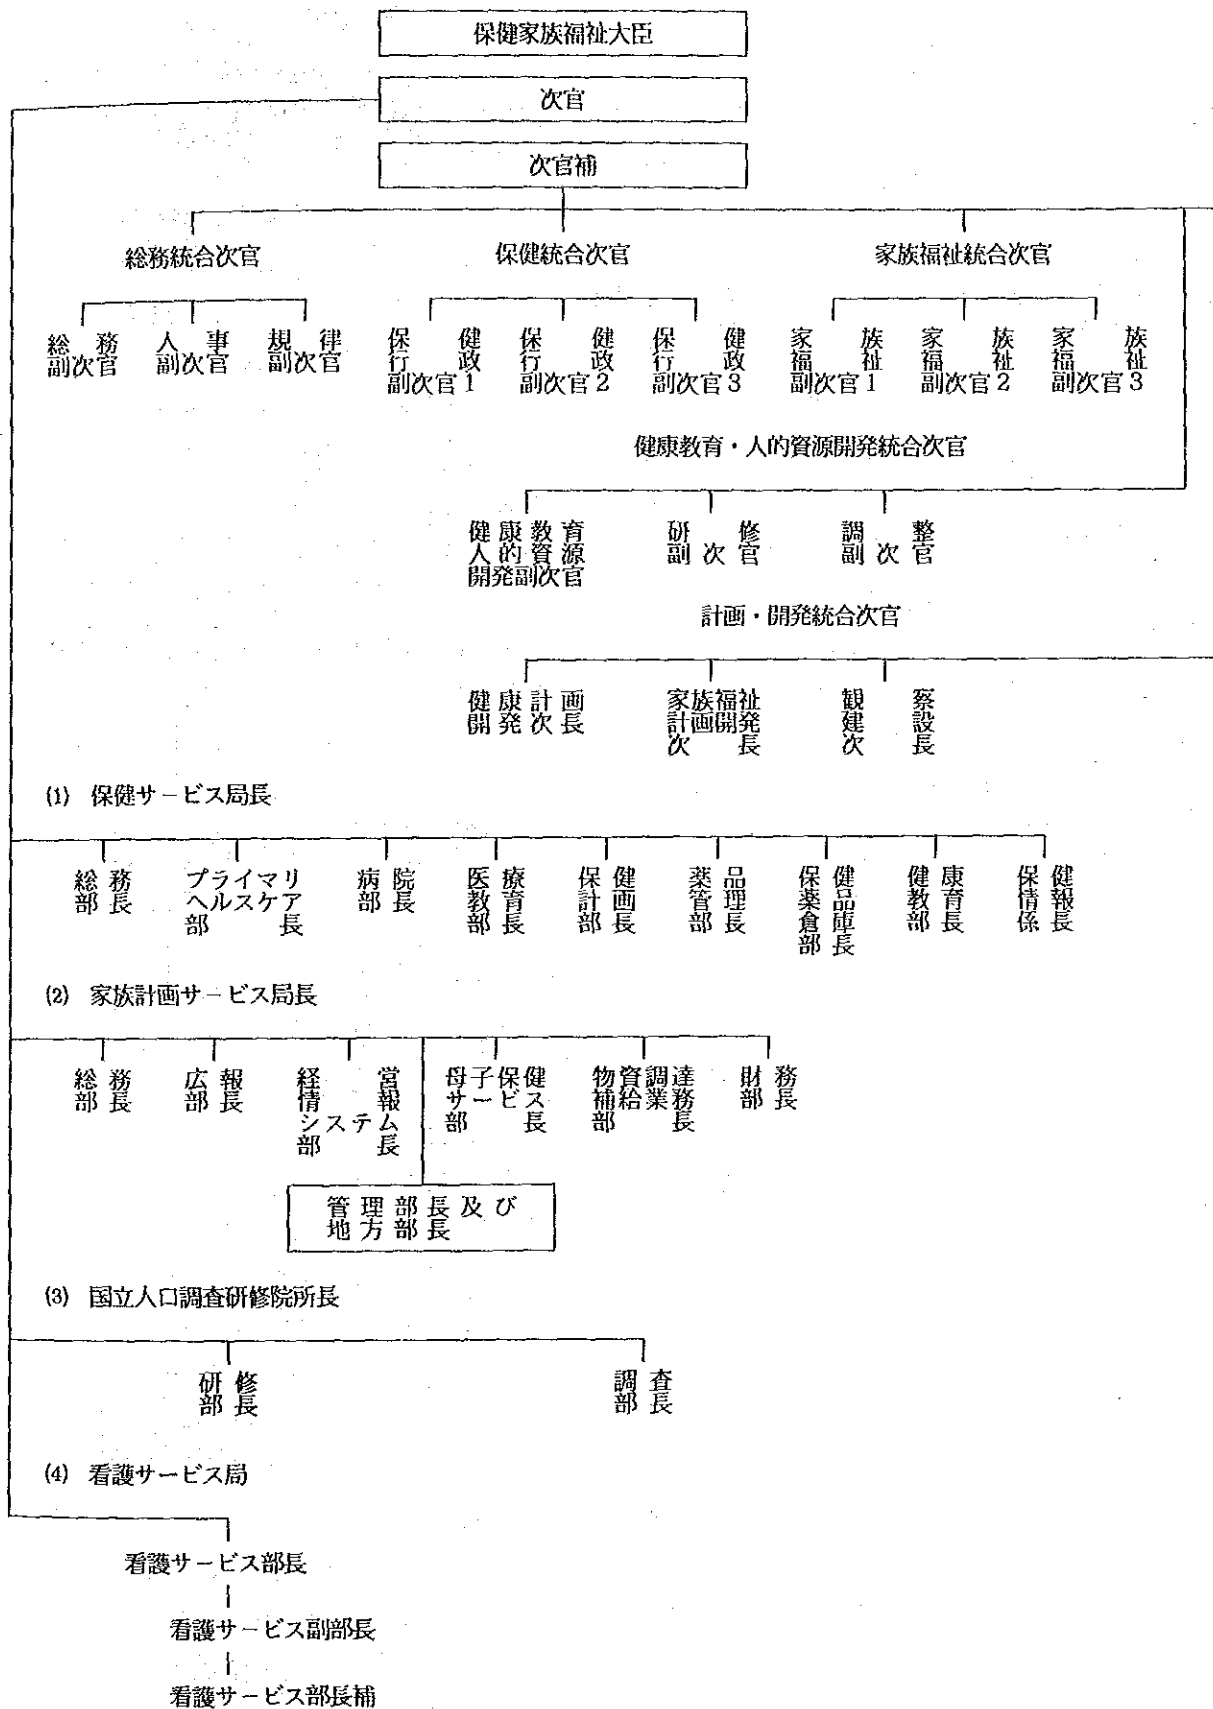 保健家族福祉大臣
次官
次官補
総務統合次官 保健統合次官 家族福祉統合次官
総務 人事 規律 保健 保健 保健 家族 家族 家族
副次官 副次官 副次官 行政 行政 行政 福祉 福祉 福祉
副次官1 副次官2 副次官3 副次官1 副次官2 副次官3
健康教育・人的資源開発統合次官
健康教育 研修 調整
人的資源 副次官 副次官
開発副次官
計画・開発統合次官
健康計画 家族福祉 観察
開発次長 計画開発 建設
次長 次長
(1) 保健サービス局長
総務 プライマリ 病院 医療 保健 薬品 保健 健康 保健
部長 ヘルスケア 部長 教育 計画 管理 薬品 教育 情報
部長 部長 部長 部長 倉庫 部長 係長
部長
(2) 家族計画サービス局長
総務 広報 経営 母子保健 物資調達 財務
部長 部長 情報 サービス 補給業務 部長
システム 部長 部長
部長
管理部長及び
地方部長
(3) 国立人口調査研修院所長
研修 調査
部長 部長
(4) 看護サービス局
看護サービス部長
看護サービス副部長
看護サービス部長補